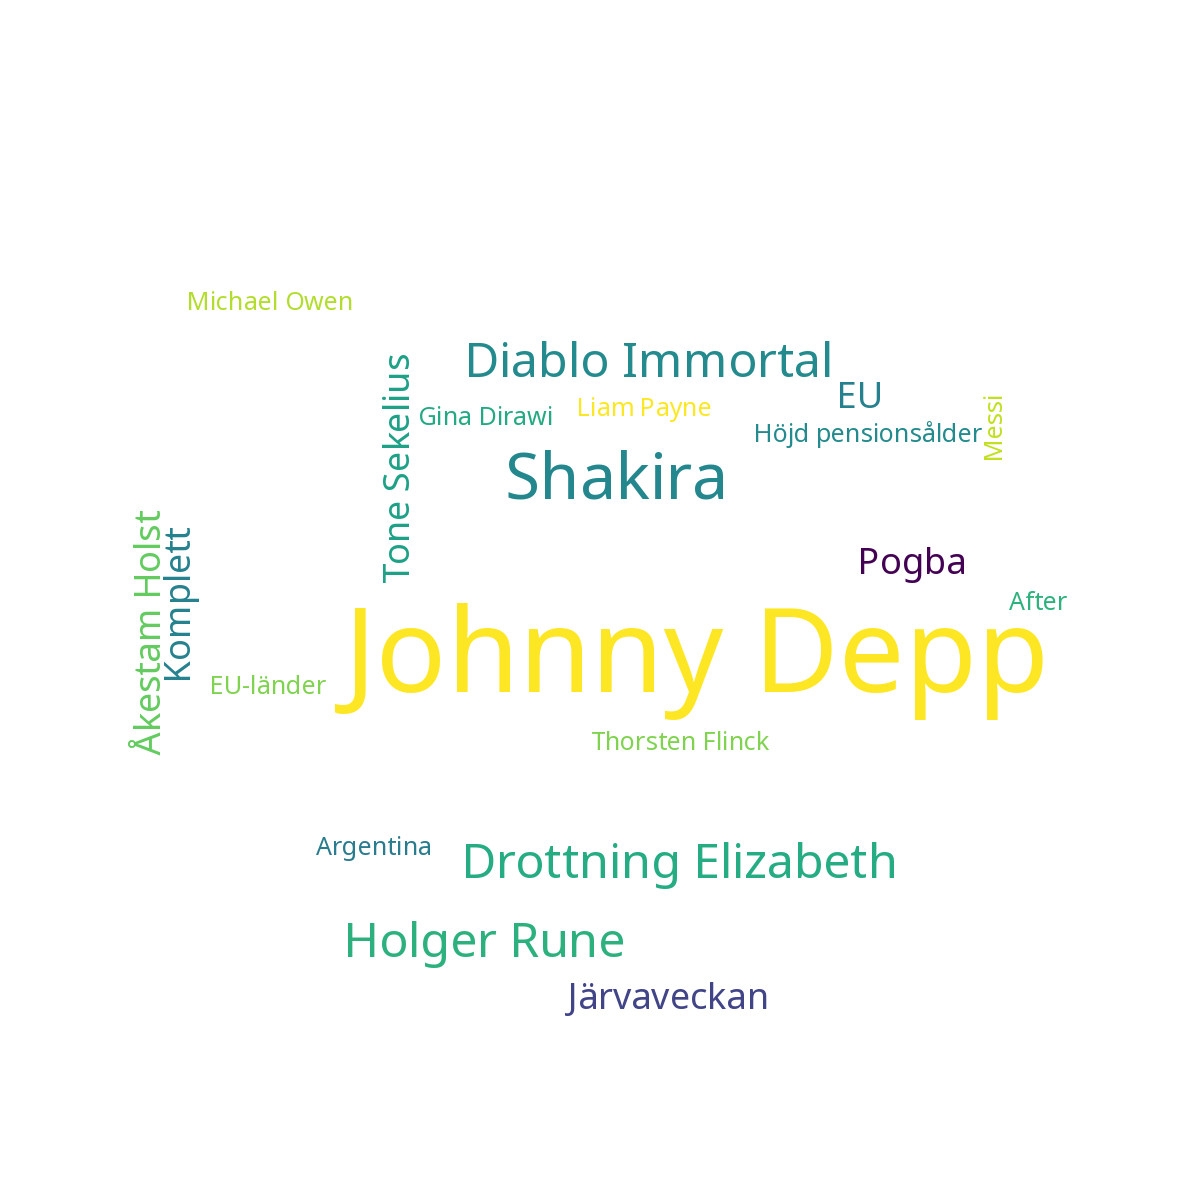 Michael Owen
Diablo Immortal
Tone Sekelius
EU
Gina Dirawi
Liam Payne
Höjd pensionsålder
Messi
Shakira
Åkestam Holst
Komplett
Pogba
After
Johnny Depp
EU-länder
Thorsten Flinck
Argentina
Drottning Elizabeth
Holger Rune
Järvaveckan